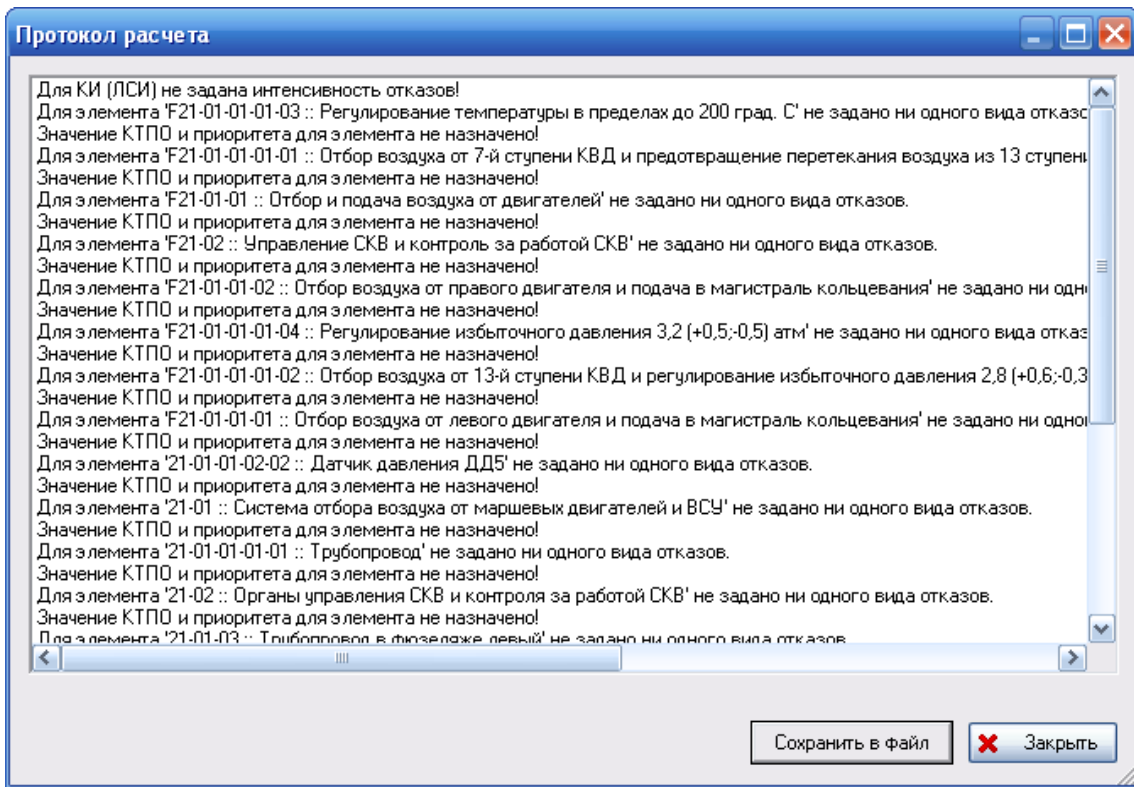 Протокол расчета
Для КИ (ЛСИ) не задана интенсивность отказов!
Для элемента 'F21-01-01-01-03 :: Регулирование температуры в пределах до 200 град. С' не задано ни одного вида отказо
Значение КТПО и приоритета для элемента не назначено!
Для элемента 'F21-01-01-01-01 :: Отбор воздуха от 7-й ступени КВД и предотвращение перетекания воздуха из 13 ступени
Значение КТПО и приоритета для элемента не назначено!
Для элемента 'F21-01-01 :: Отбор и подача воздуха от двигателей' не задано ни одного вида отказов.
Значение КТПО и приоритета для элемента не назначено!
Для элемента 'F21-02 :: Управление СКВ и контроль за работой СКВ' не задано ни одного вида отказов.
Значение КТПО и приоритета для элемента не назначено!
Для элемента 'F21-01-01-02 :: Отбор воздуха от правого двигателя и подача в магистраль кольцевания' не задано ни одн
Значение КТПО и приоритета для элемента не назначено!
Для элемента 'F21-01-01-01-04 :: Регулирование избыточного давления 3,2 (+0,5;-0,5) атм' не задано ни одного вида отказ
Значение КТПО и приоритета для элемента не назначено!
Для элемента 'F21-01-01-01-02 :: Отбор воздуха от 13-й ступени КВД и регулирование избыточного давления 2,8 (+0,6;-0,3
Значение КТПО и приоритета для элемента не назначено!
Для элемента 'F21-01-01-01 :: Отбор воздуха от левого двигателя и подача в магистраль кольцевания' не задано ни одно
Значение КТПО и приоритета для элемента не назначено!
Для элемента '21-01-01-02-02 :: Датчик давления ДД5' не задано ни одного вида отказов.
Значение КТПО и приоритета для элемента не назначено!
Для элемента '21-01 :: Система отбора воздуха от маршевых двигателей и ВСУ' не задано ни одного вида отказов.
Значение КТПО и приоритета для элемента не назначено!
Для элемента '21-01-01-01-01 :: Трубопровод' не задано ни одного вида отказов.
Значение КТПО и приоритета для элемента не назначено!
Для элемента '21-02 :: Органы управления СКВ и контроля за работой СКВ' не задано ни одного вида отказов.
Значение КТПО и приоритета для элемента не назначено!
Для элемента '21-01-03 :: Трубопровод в фюзеляже левый' не задано ни одного вида отказов.
Сохранить в файл
Закрыть